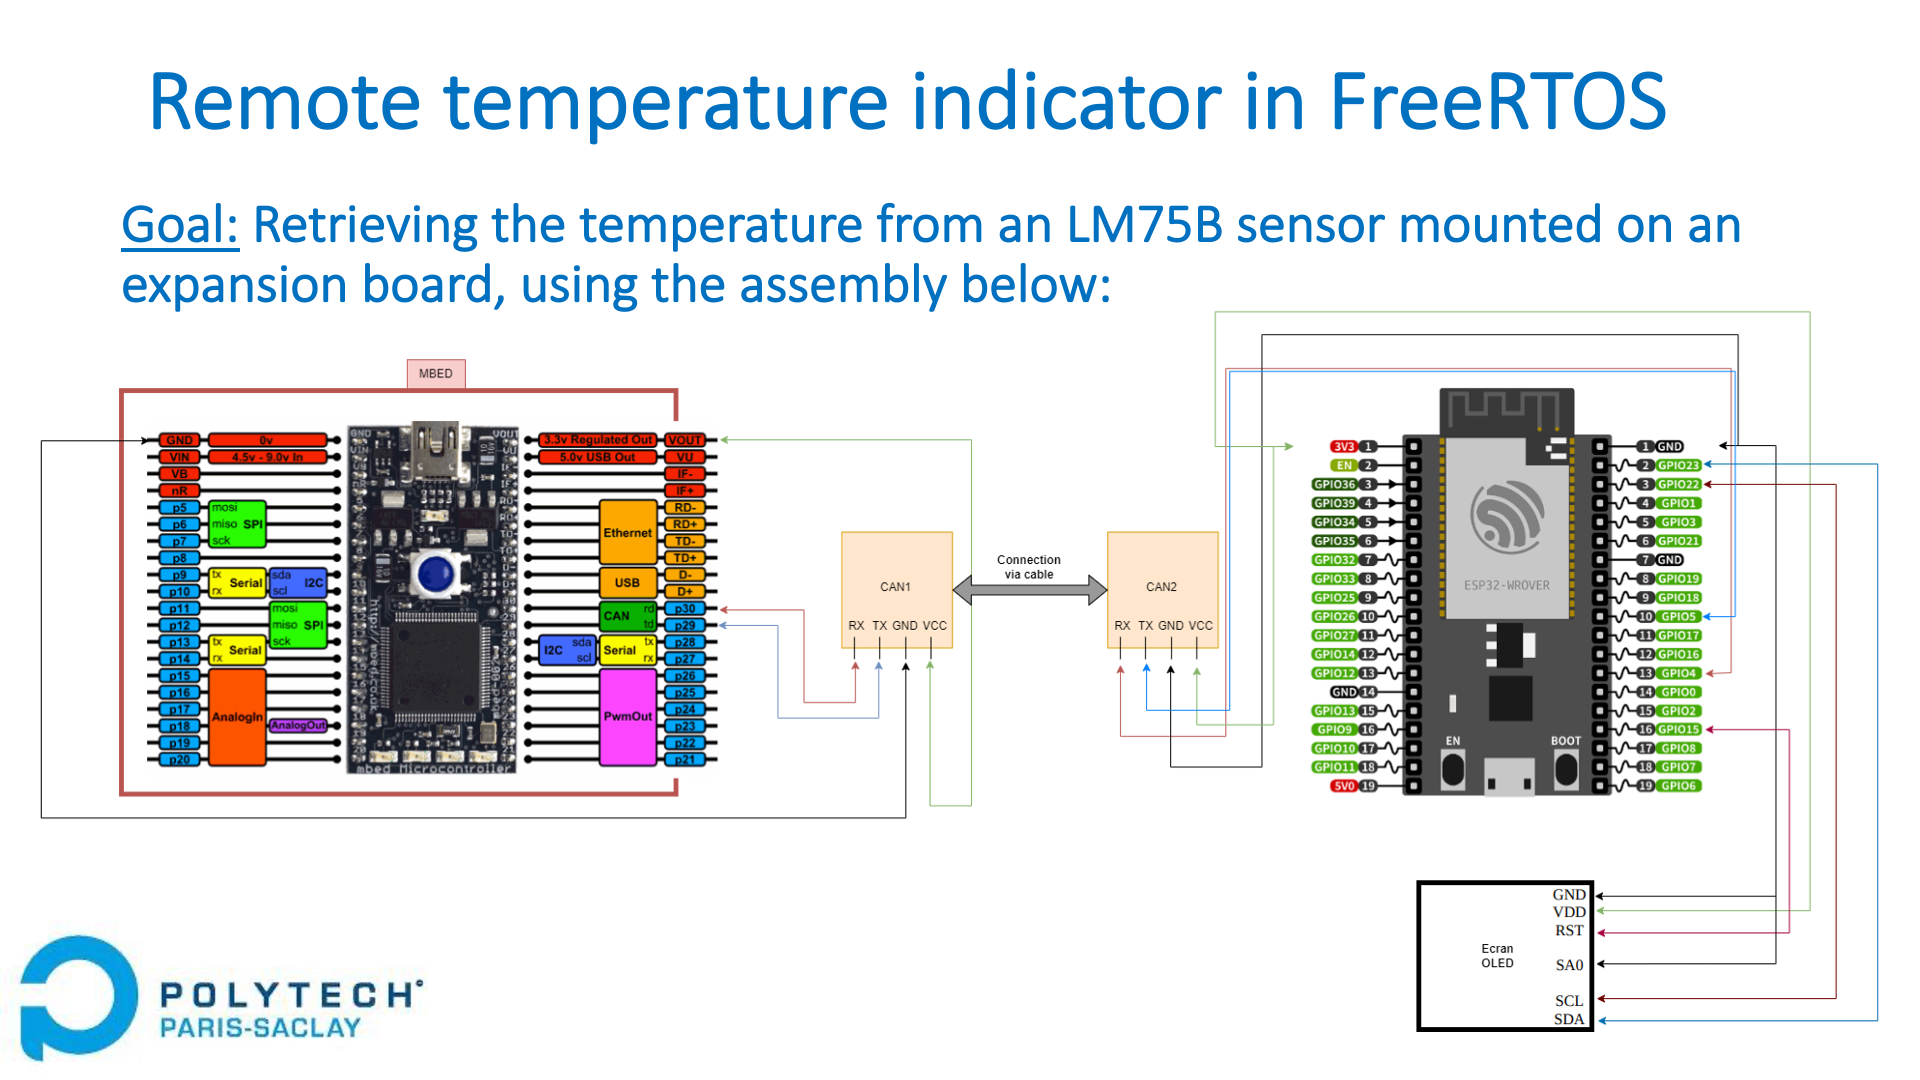 Remote temperature indicator in FreeRTOS
Goal: Retrieving the temperature from an LM75B sensor mounted on an
expansion board, using the assembly below:
MBED
GND 0v
VIN 4.5v - 9.0v In
VB
nR
p5 mosi
p6 miso SPI
p7 sck
p8
p9 tx Serial sda I2C
p10 rx scl
p11 mosi
p12 miso SPI
p13 tx Serial sck
p14 rx
p15
p16
p17 AnalogIn
p18 AnalogOut
p19
p20
mbed Microcontroller
3.3v Regulated Out VOUT
5.0v USB Out VU
IF-
IF+
RD-
Ethernet RD+
TD-
TD+
USB D-
D+
CAN rd p30
td p29
I2C sda Serial tx p28
scl rx p27
p26
p25
PwmOut p24
p23
p22
p21
CAN1
RX TX GND VCC
Connection
via cable
CAN2
RX TX GND VCC
3V3 1
EN 2
GPIO36 3
GPIO39 4
GPIO34 5
GPIO35 6
GPIO32 7
GPIO33 8
GPIO25 9
GPIO26 10
GPIO27 11
GPIO14 12
GPIO12 13
GND 14
GPIO13 15
GPIO9 16
GPIO10 17
GPIO11 18
5V0 19
ESP32-WROVER
EN
BOOT
1 GND
2 GPIO23
3 GPIO22
4 GPIO1
5 GPIO3
6 GPIO21
7 GND
8 GPIO19
9 GPIO18
10 GPIO5
11 GPIO17
12 GPIO16
13 GPIO4
14 GPIO0
15 GPIO2
16 GPIO15
17 GPIO8
18 GPIO7
19 GPIO6
Ecran
OLED
GND
VDD
RST
SA0
SCL
SDA
POLYTECH
PARIS-SACLAY